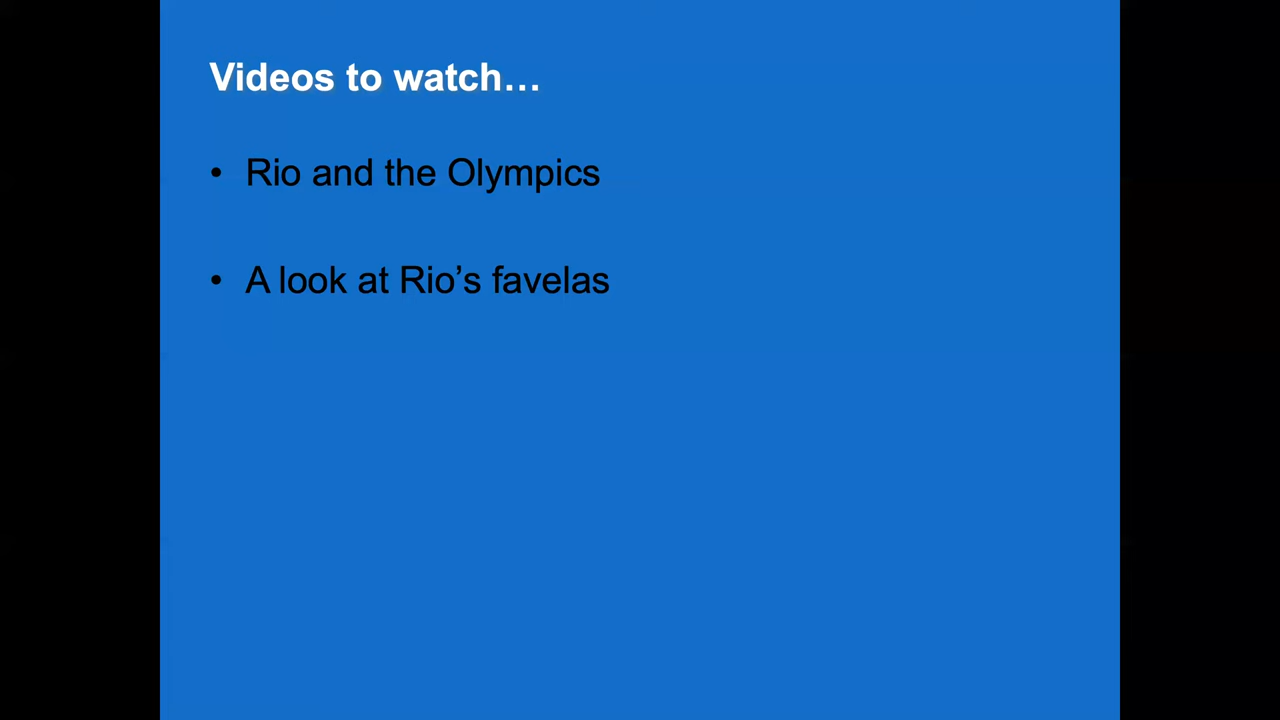 Videos to watch…
• Rio and the Olympics
• A look at Rio’s favelas